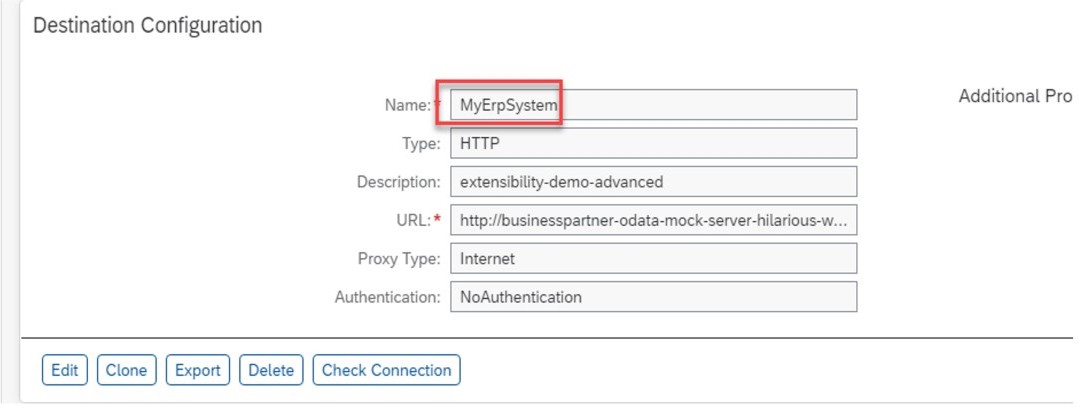 Destination Configuration
Name:* MyErpSystem
Additional Pro
Type: HTTP
Description: extensibility-demo-advanced
URL:* http://businesspartner-odata-mock-server-hilarious-w...
Proxy Type: Internet
Authentication: NoAuthentication
Edit Clone Export Delete Check Connection